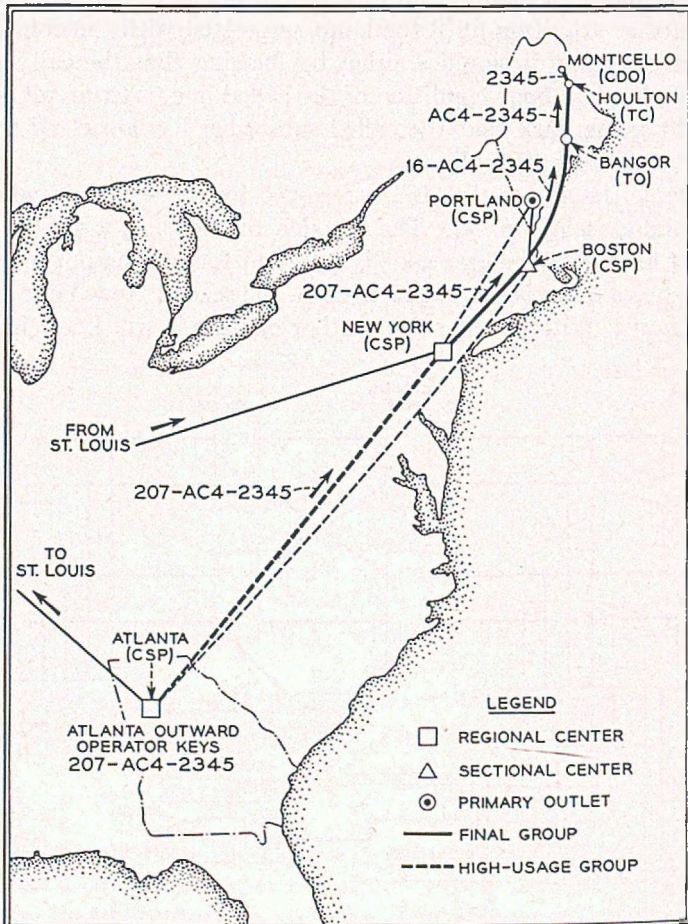 MONTICELLO
(CDO)
2345
HOULTON
(TC)
AC4-2345
BANGOR
(TO)
16-AC4-2345
PORTLAND
(CSP)
BOSTON
(CSP)
207-AC4-2345
NEW YORK
(CSP)
FROM
ST. LOUIS
207-AC4-2345
TO
ST. LOUIS
ATLANTA
(CSP)
ATLANTA OUTWARD
OPERATOR KEYS
207-AC4-2345
LEGEND
REGIONAL CENTER
SECTIONAL CENTER
PRIMARY OUTLET
FINAL GROUP
HIGH-USAGE GROUP